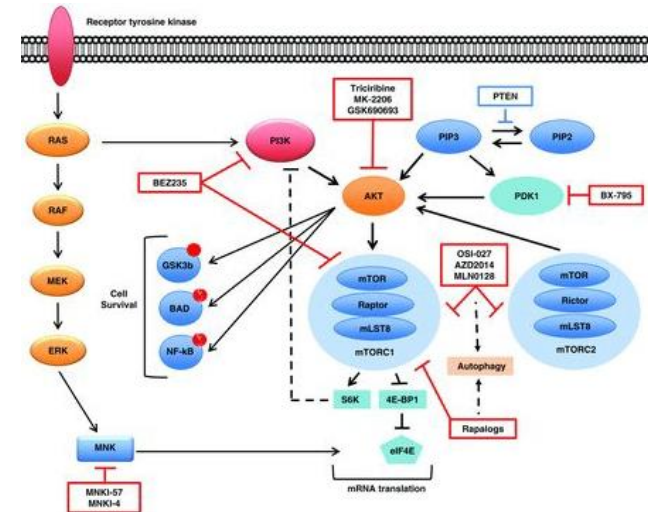 Receptor tyrosine kinase
Triciribine
MK-2206
GSK690693
PTEN
RAS
PI3K
PIP3
PIP2
BEZ235
AKT
PDK1
BX-795
RAF
GSK3b
OSI-027
AZD2014
MLN0128
MEK
Cell
Survival
BAD
mTOR
Raptor
mLST8
mTORC1
mTOR
Rictor
mLST8
mTORC2
NF-kB
ERK
Autophagy
S6K
4E-BP1
Rapalogs
MNK
eIF4E
MNKI-57
MNKI-4
mRNA translation